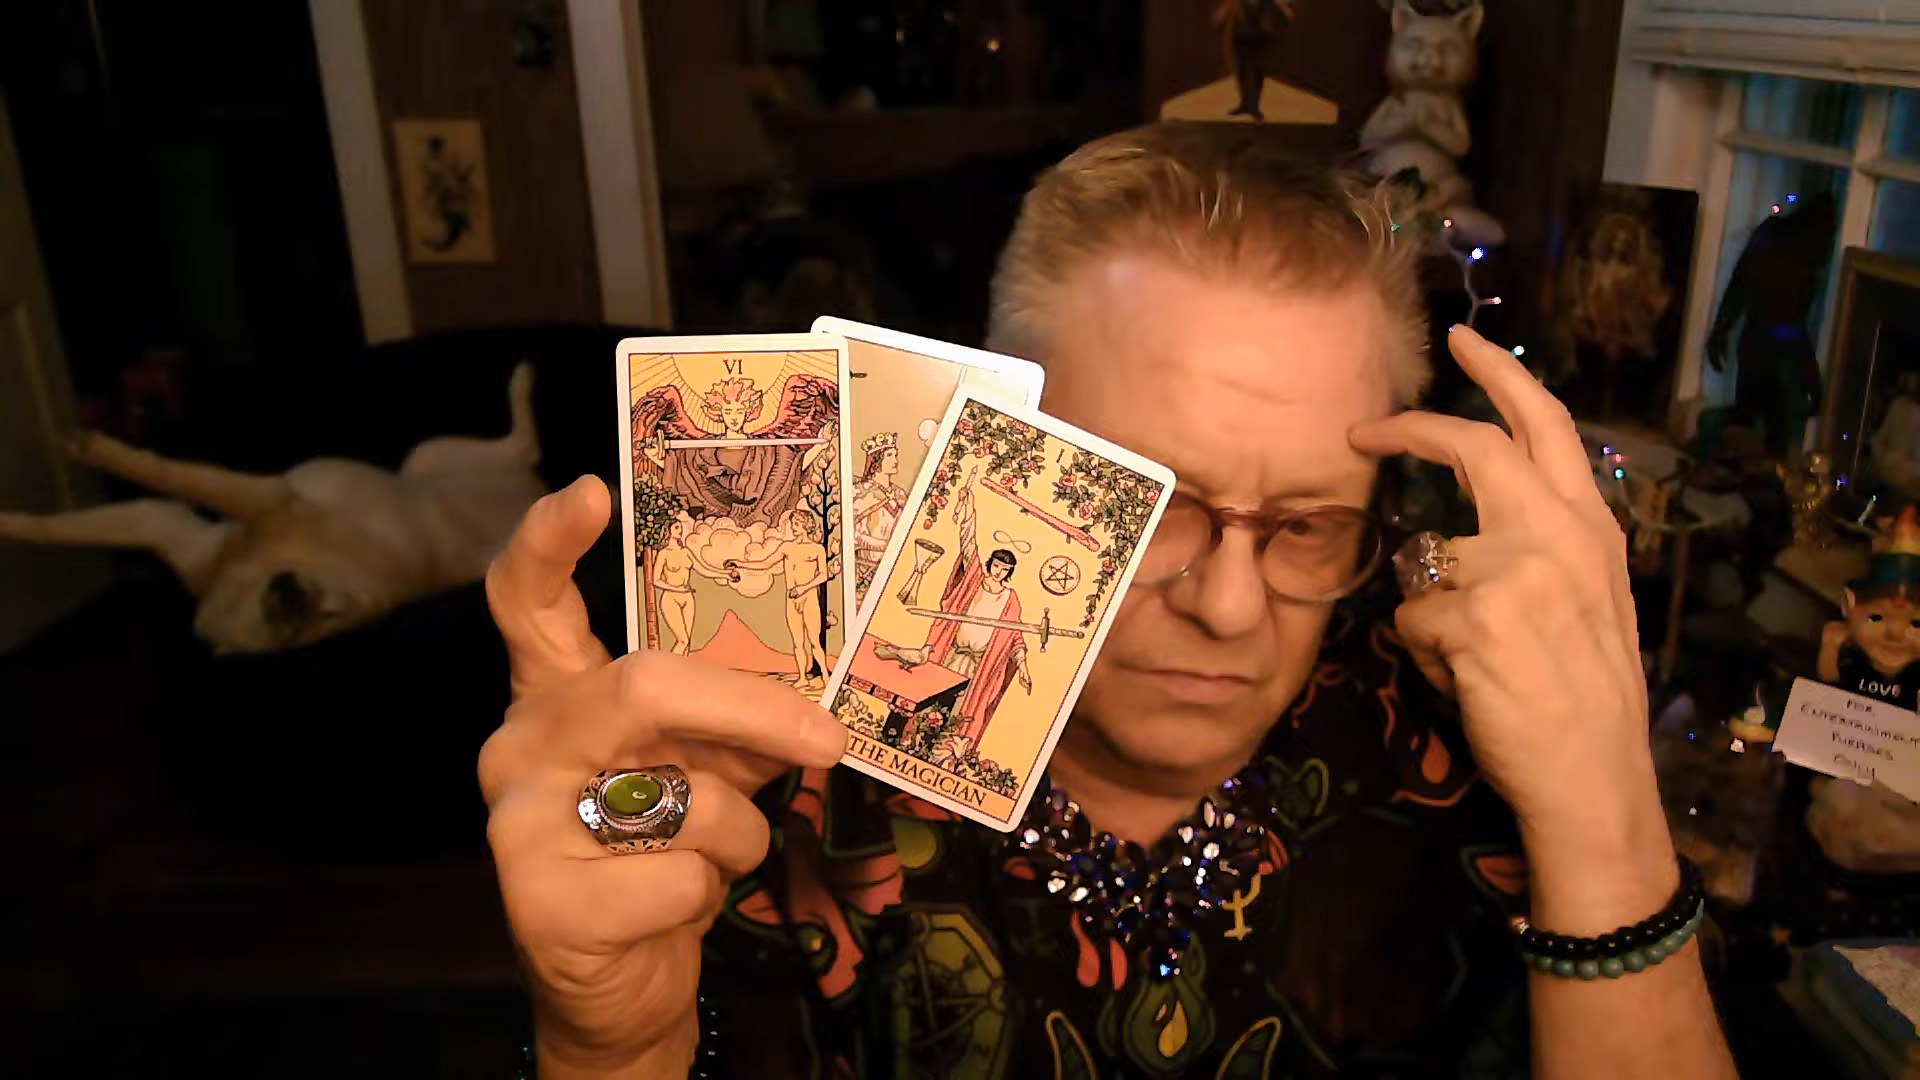 VI
I
THE MAGICIAN
LOVE
FOR
ENTERTAINMENT
PURPOSES
ONLY